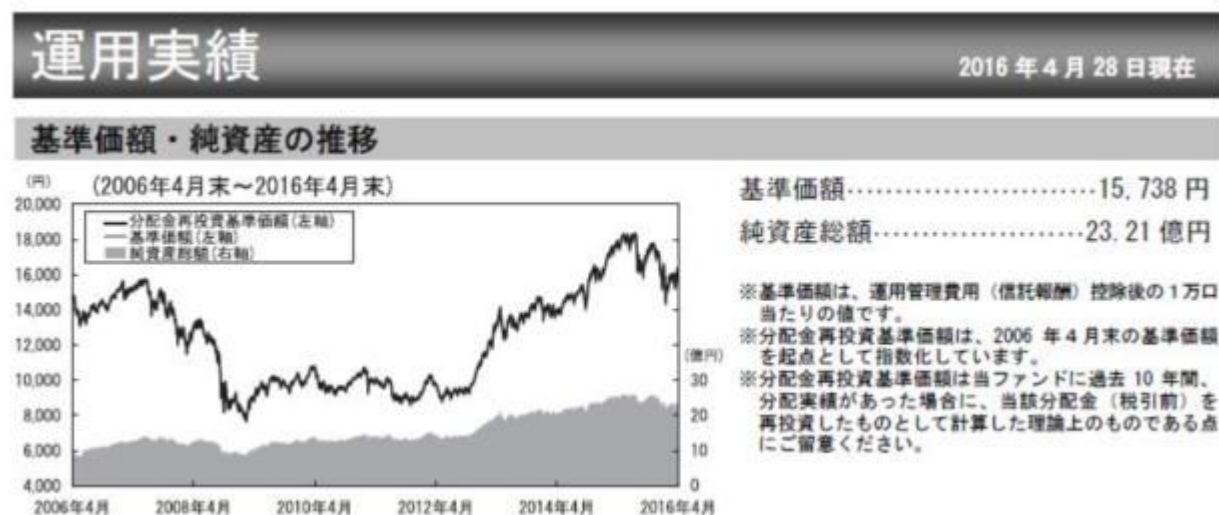 運用実績
2016年4月28日現在
基準価額・純資産の推移
(円)
(2006年4月末～2016年4月末)
20,000
18,000
16,000
14,000
12,000
10,000
8,000
6,000
4,000
分配金再投資基準価額(左軸)
基準価額(左軸)
純資産総額(右軸)
(億円)
30
20
10
0
2006年4月
2008年4月
2010年4月
2012年4月
2014年4月
2016年4月
基準価額…………………………15,738円
純資産総額……………………23.21億円
※基準価額は、運用管理費用（信託報酬）控除後の1万口
当たりの値です。
※分配金再投資基準価額は、2006 年4月末の基準価額
を起点として指数化しています。
※分配金再投資基準価額は当ファンドに過去 10 年間、
分配実績があった場合に、当該分配金（税引前）を
再投資したものとして計算した理論上のものである点
にご留意ください。